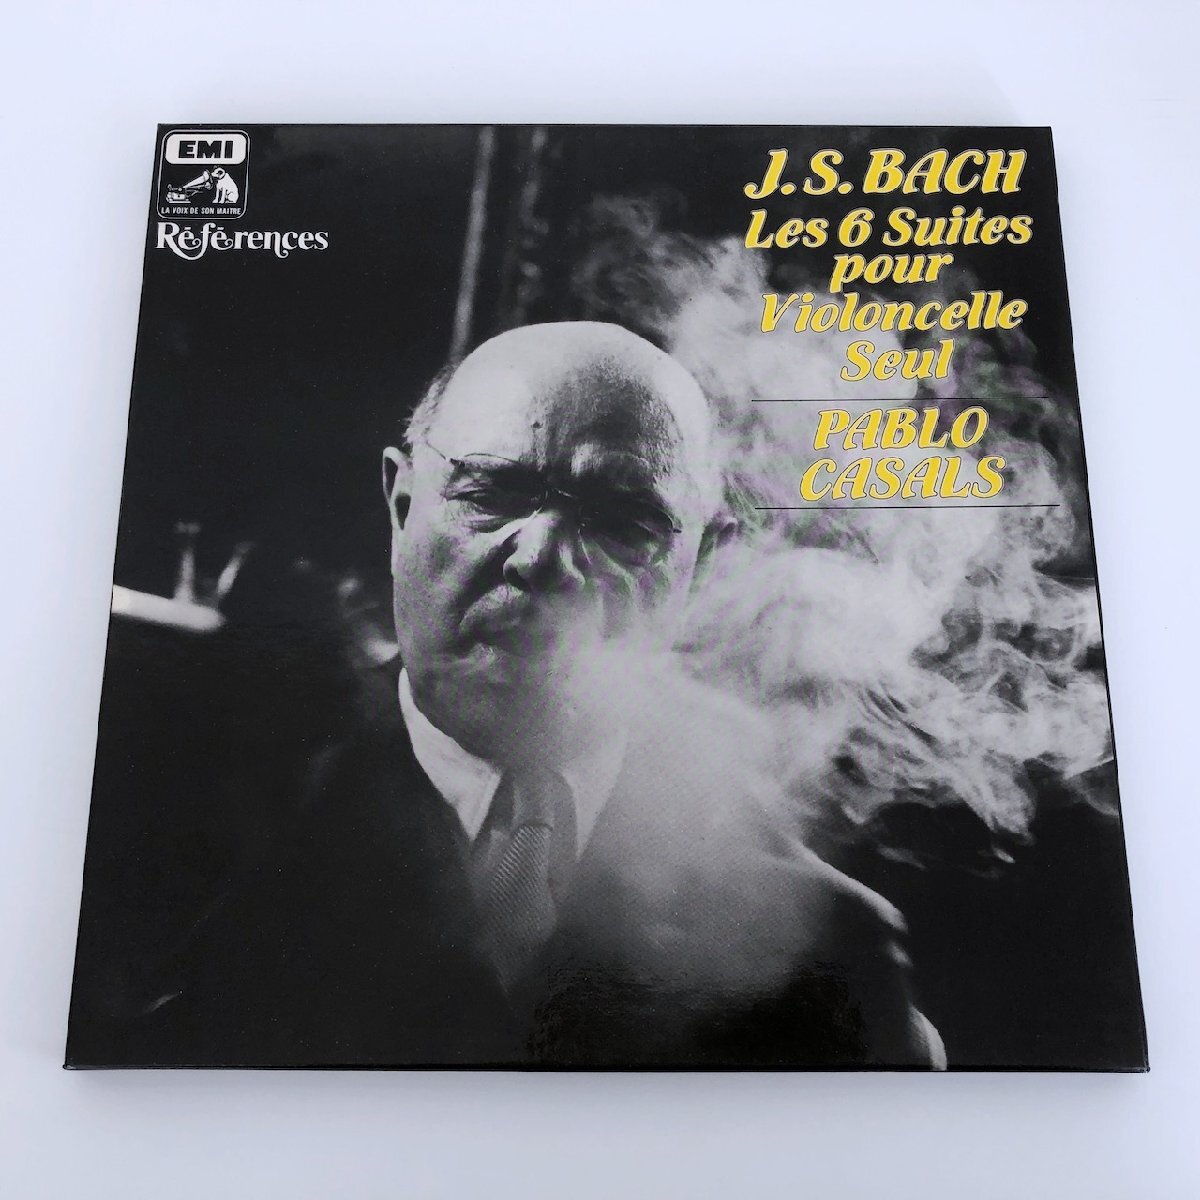 EMI
LA VOIX DE SON MAITRE
Références
J.S. BACH
Les 6 Suites
pour
Violoncelle
Seul
PABLO
CASALS